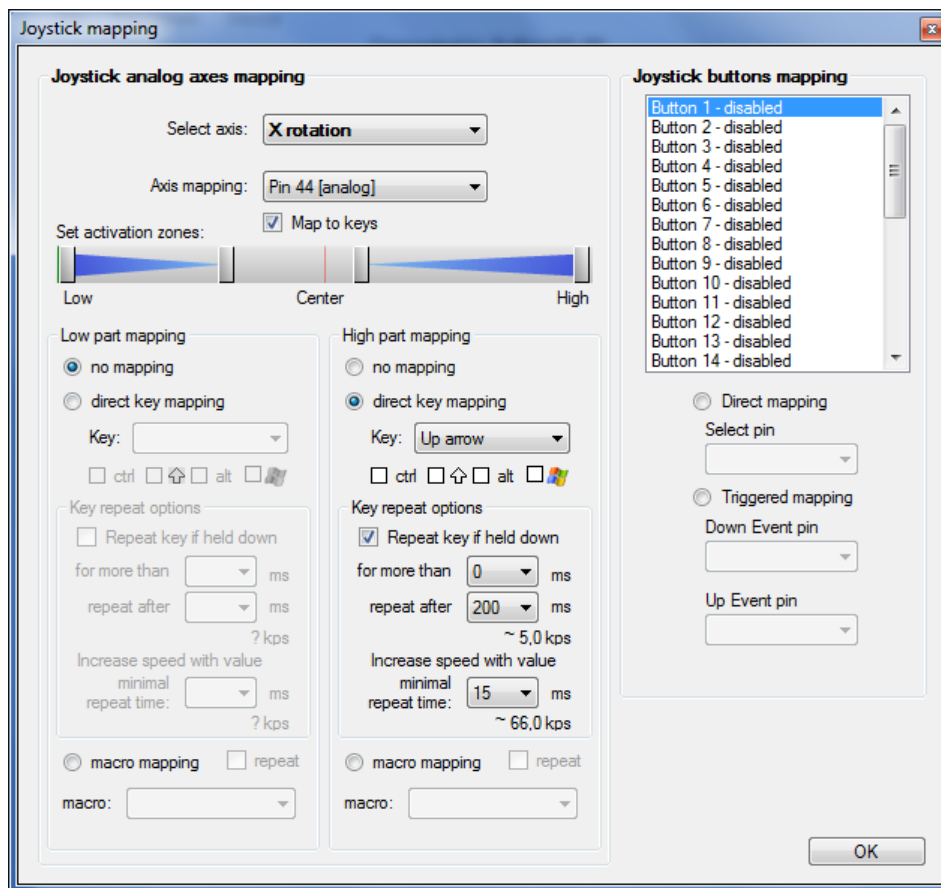 Joystick mapping
Joystick analog axes mapping
Select axis: X rotation
Axis mapping: Pin 44 [analog]
Map to keys
Set activation zones:
Low Center High
Low part mapping
no mapping
direct key mapping
Key:
ctrl alt
Key repeat options
Repeat key if held down
for more than ms
repeat after ms
? kps
Increase speed with value
minimal
repeat time: ms
? kps
macro mapping repeat
macro:
High part mapping
no mapping
direct key mapping
Key: Up arrow
ctrl alt
Key repeat options
Repeat key if held down
for more than 0 ms
repeat after 200 ms
~ 5,0 kps
Increase speed with value
minimal
repeat time: 15 ms
~ 66,0 kps
macro mapping repeat
macro:
Joystick buttons mapping
Button 1 - disabled
Button 2 - disabled
Button 3 - disabled
Button 4 - disabled
Button 5 - disabled
Button 6 - disabled
Button 7 - disabled
Button 8 - disabled
Button 9 - disabled
Button 10 - disabled
Button 11 - disabled
Button 12 - disabled
Button 13 - disabled
Button 14 - disabled
Direct mapping
Select pin
Triggered mapping
Down Event pin
Up Event pin
OK